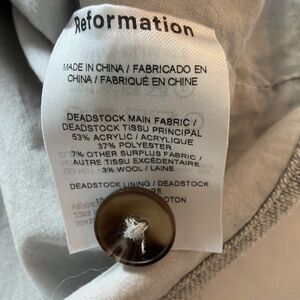 Reformation
MADE IN CHINA / FABRICADO EN
CHINA / FABRIQUÉ EN CHINE
DEADSTOCK MAIN FABRIC /
DEADSTOCK TISSU PRINCIPAL
53% ACRYLIC / ACRYLIQUE
37% POLYESTER
7% OTHER SURPLUS FABRIC /
AUTRE TISSU EXCÉDENTAIRE
3% WOOL / LAINE
DEADSTOCK LINING / DEADSTOCK